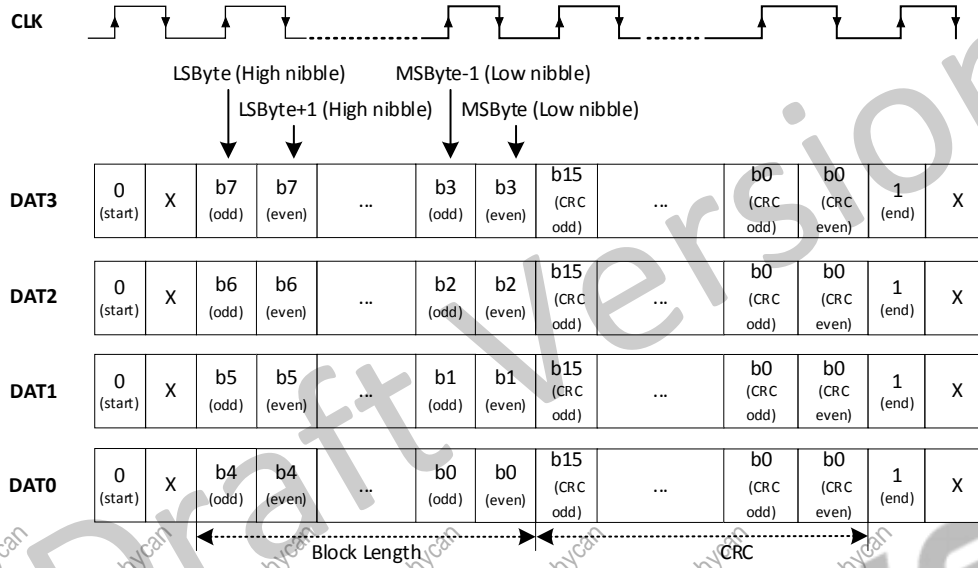 CLK
LSByte (High nibble) MSByte-1 (Low nibble)
LSByte+1 (High nibble) MSByte (Low nibble)
DAT3 0 (start) X b7 (odd) b7 (even) ... b3 (odd) b3 (even) b15 (CRC odd) ... b0 (CRC odd) b0 (CRC even) 1 (end) X
DAT2 0 (start) X b6 (odd) b6 (even) ... b2 (odd) b2 (even) b15 (CRC odd) ... b0 (CRC odd) b0 (CRC even) 1 (end) X
DAT1 0 (start) X b5 (odd) b5 (even) ... b1 (odd) b1 (even) b15 (CRC odd) ... b0 (CRC odd) b0 (CRC even) 1 (end) X
DAT0 0 (start) X b4 (odd) b4 (even) ... b0 (odd) b0 (even) b15 (CRC odd) ... b0 (CRC odd) b0 (CRC even) 1 (end) X
Block Length CRC
Draft Version